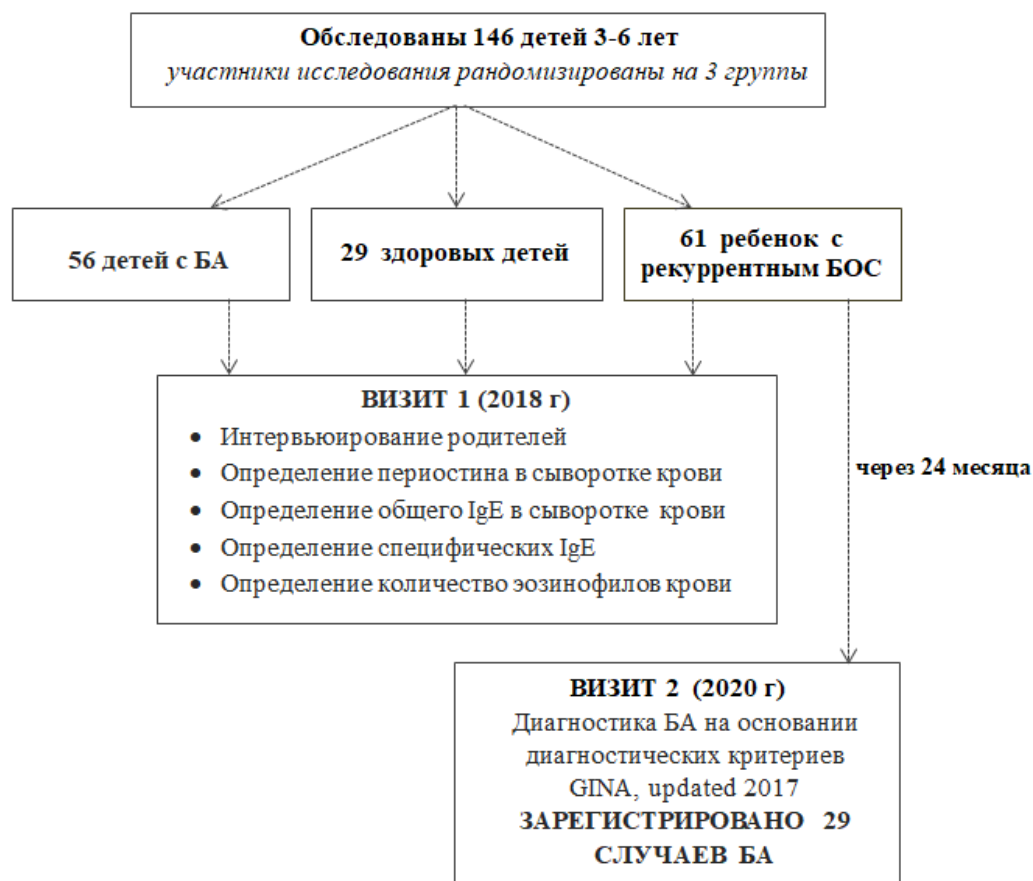 Обследованы 146 детей 3-6 лет
участники исследования рандомизированы на 3 группы
56 детей с БА
29 здоровых детей
61 ребенок с
рекуррентным БОС
ВИЗИТ 1 (2018 г)
• Интервьюирование родителей
• Определение периостина в сыворотке крови
• Определение общего IgE в сыворотке крови
• Определение специфических IgE
• Определение количество эозинофилов крови
через 24 месяца
ВИЗИТ 2 (2020 г)
Диагностика БА на основании
диагностических критериев
GINA, updated 2017
ЗАРЕГИСТРИРОВАНО 29
СЛУЧАЕВ БА